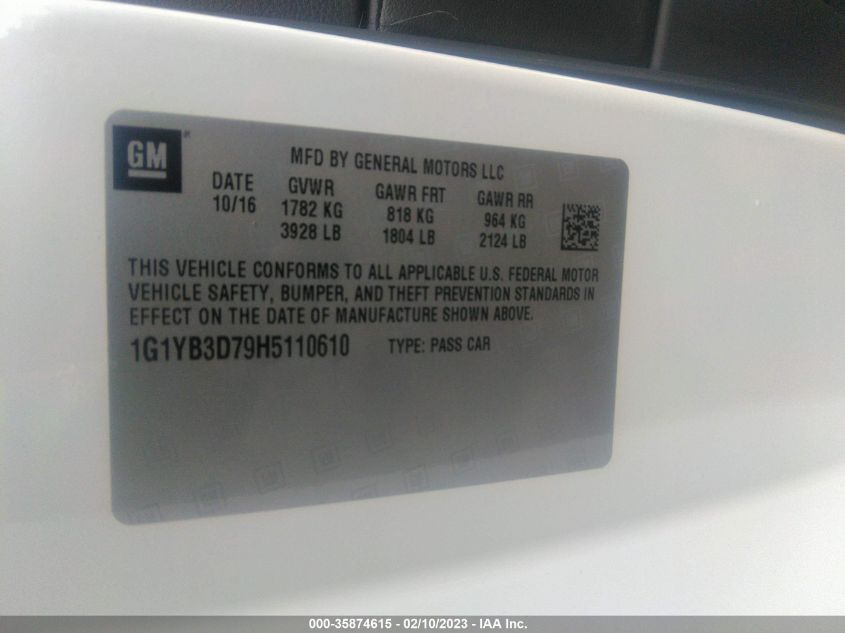 GM
MFD BY GENERAL MOTORS LLC
DATE GVWR GAWR FRT GAWR RR
10/16 1782 KG 818 KG 964 KG
3928 LB 1804 LB 2124 LB
THIS VEHICLE CONFORMS TO ALL APPLICABLE U.S. FEDERAL MOTOR
VEHICLE SAFETY, BUMPER, AND THEFT PREVENTION STANDARDS IN
EFFECT ON THE DATE OF MANUFACTURE SHOWN ABOVE.
1G1YB3D79H5110610 TYPE: PASS CAR
000-35874615 - 02/10/2023 - IAA Inc.